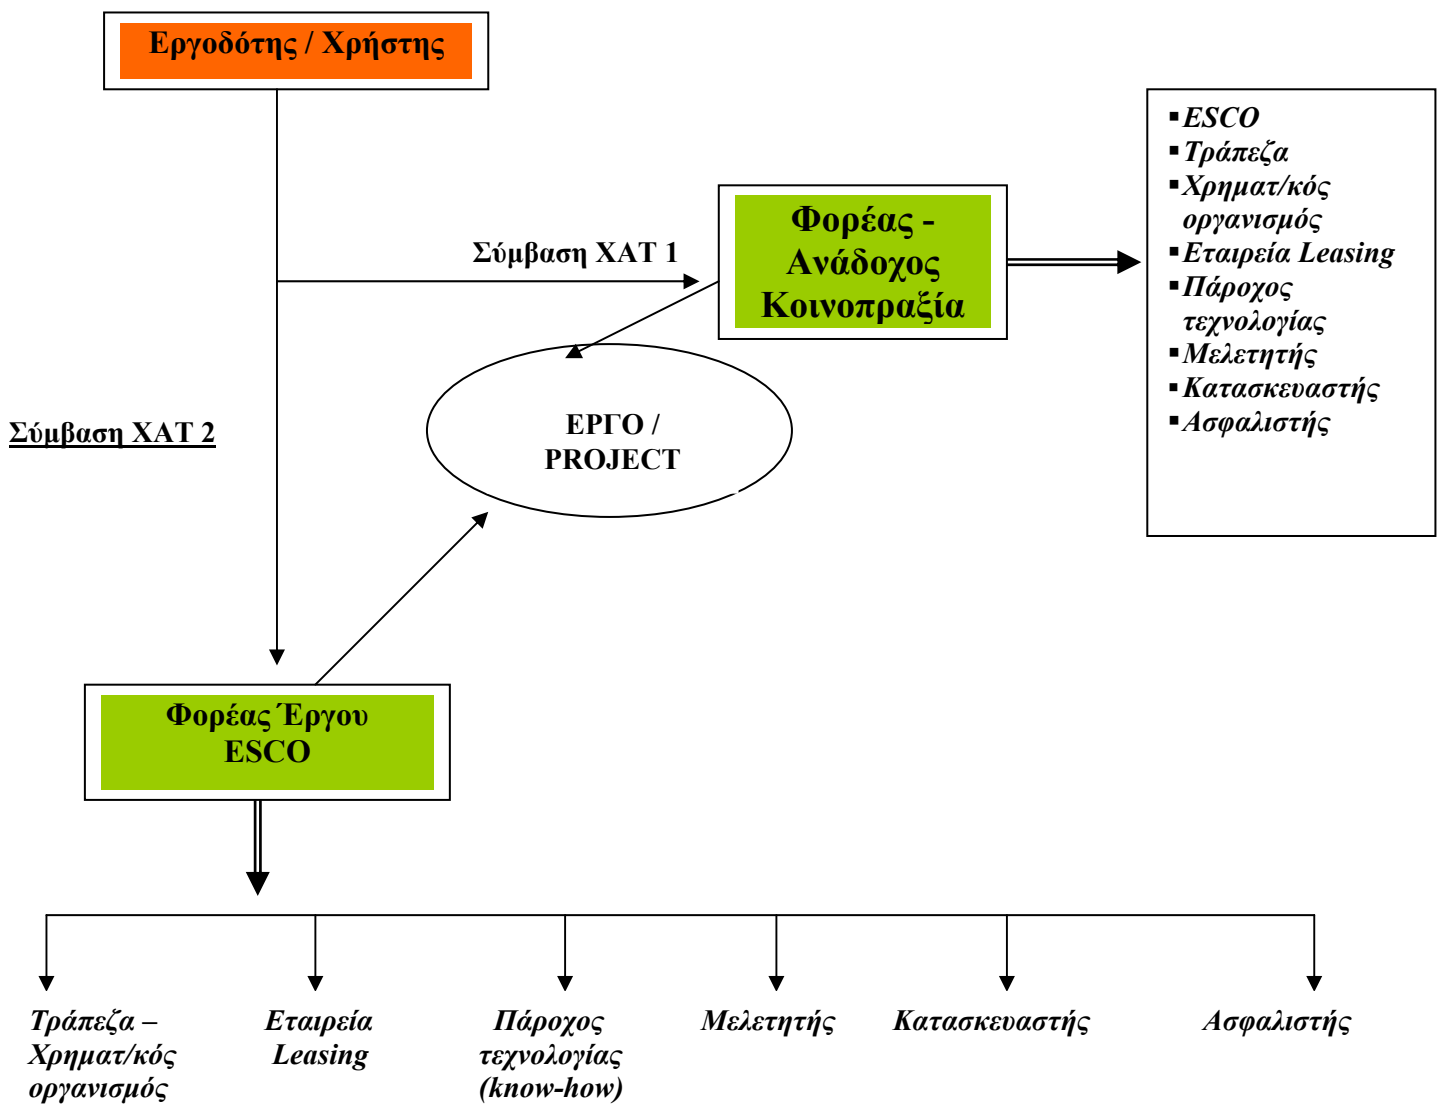 Εργοδότης / Χρήστης
▪ESCO
▪Τράπεζα
▪Χρηματ/κός
οργανισμός
▪Εταιρεία Leasing
▪Πάροχος
τεχνολογίας
▪Μελετητής
▪Κατασκευαστής
▪Ασφαλιστής
Φορέας -
Ανάδοχος
Κοινοπραξία
Σύμβαση ΧΑΤ 1
ΕΡΓΟ /
PROJECT
Σύμβαση ΧΑΤ 2
Φορέας Έργου
ESCO
Τράπεζα –
Χρηματ/κός
οργανισμός
Εταιρεία
Leasing
Πάροχος
τεχνολογίας
(know-how)
Μελετητής
Κατασκευαστής
Ασφαλιστής